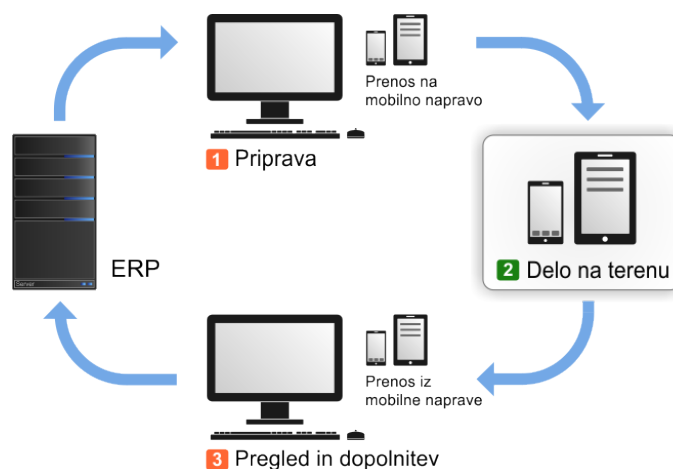 Prenos na
mobilno napravo
1 Priprava
2 Delo na terenu
ERP
Server
Prenos iz
mobilne naprave
3 Pregled in dopolnitev